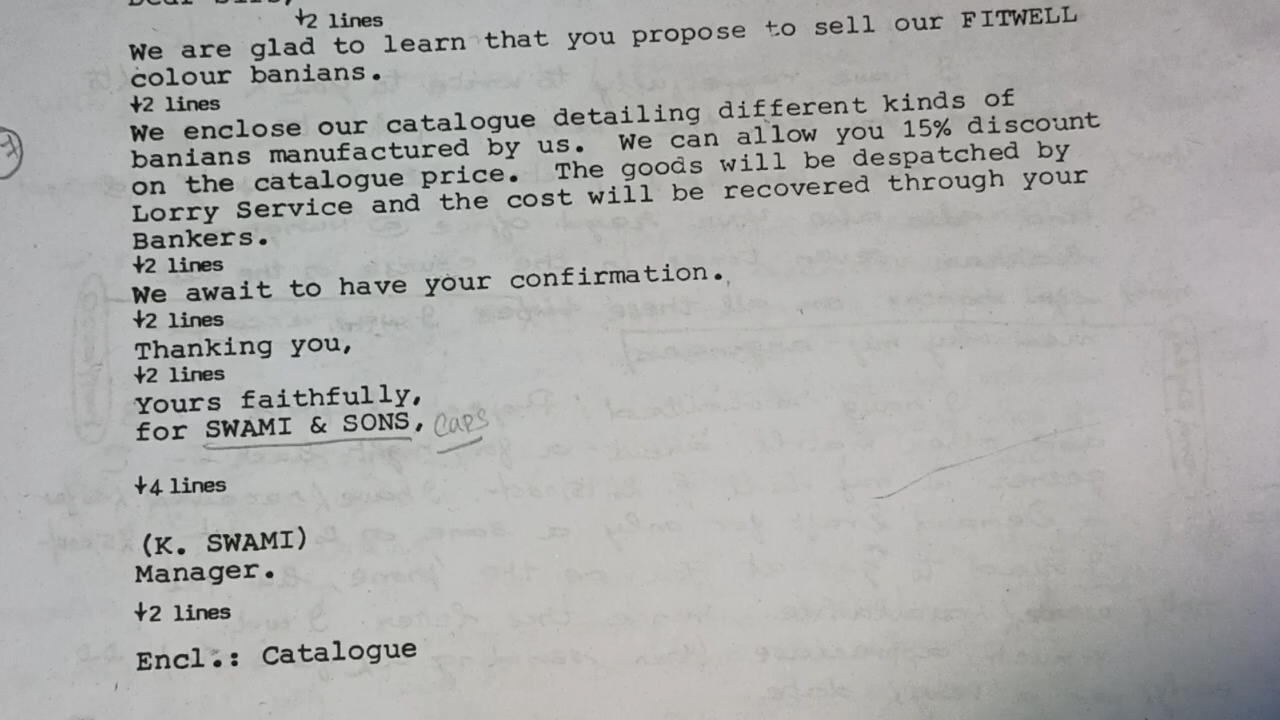 ↓2 lines
We are glad to learn that you propose to sell our FITWELL
colour banians.
↓2 lines
We enclose our catalogue detailing different kinds of
banians manufactured by us. We can allow you 15% discount
on the catalogue price. The goods will be despatched by
Lorry Service and the cost will be recovered through your
Bankers.
↓2 lines
We await to have your confirmation.
↓2 lines
Thanking you,
↓2 lines
Yours faithfully,
for SWAMI & SONS, Caps
↓4 lines
(K. SWAMI)
Manager.
↓2 lines
Encl.: Catalogue